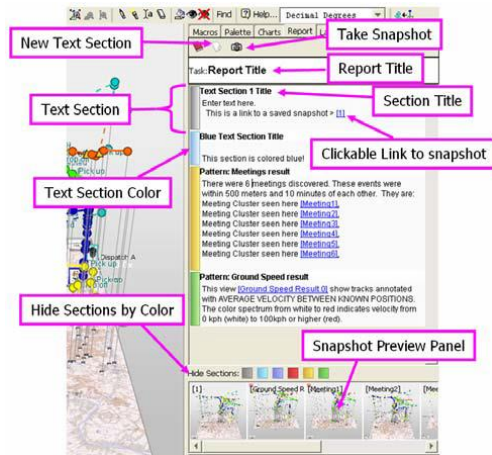 Find
Help...
Decimal Degrees
New Text Section
Macros
Palette
Charts
Report
Take Snapshot
Task: Report Title
Report Title
Text Section
Text Section 1 Title
Section Title
Enter text here.
This is a link to a saved snapshot > [1]
Blue Text Section Title
Clickable Link to snapshot
This section is colored blue!
Text Section Color
Pattern: Meetings result
There were 6 meetings discovered. These events were
within 500 meters and 10 minutes of each other. They are:
Meeting Cluster seen here [Meeting1],
Meeting Cluster seen here [Meeting2],
Meeting Cluster seen here [Meeting3],
Meeting Cluster seen here [Meeting4],
Meeting Cluster seen here [Meeting5],
Meeting Cluster seen here [Meeting6],
Pick up
Dispatch A
Pick up
Pattern: Ground Speed result
This view [Ground Speed Result 0] show tracks annotated
with AVERAGE VELOCITY BETWEEN KNOWN POSITIONS.
The color spectrum from white to red indicates velocity from
0 kph (white) to 100kph or higher (red).
Hide Sections by Color
Snapshot Preview Panel
Hide Sections:
[1]
[Ground Speed R
[Meeting1]
[Meeting2]